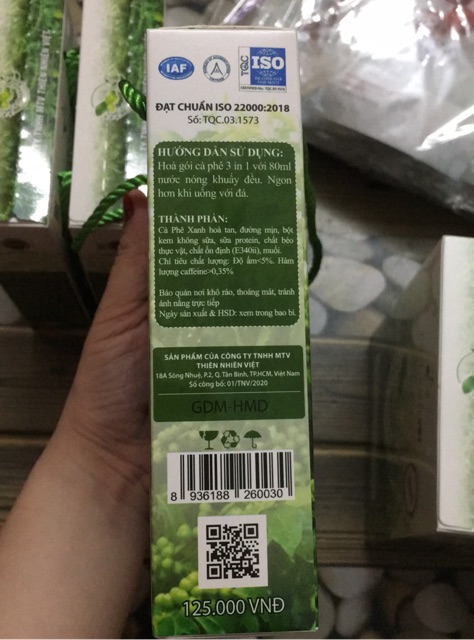 IAF
TQC
ISO
ĐẠT CHUẨN ISO 22000:2018
Số: TQC.03.1573
HƯỚNG DẪN SỬ DỤNG:
Hoà gói cà phê 3 in 1 với 80ml
nước nóng khuấy đều. Ngon
hơn khi uống với đá.
THÀNH PHẦN:
Cà Phê Xanh hoà tan, đường mịn, bột
kem không sữa, sữa protein, chất béo
thực vật, chất ổn định (E340ii), muối.
Chỉ tiêu chất lượng: Độ ẩm<5%. Hàm
lượng caffeine>0,35%
Bảo quản nơi khô ráo, thoáng mát, tránh
ánh nắng trực tiếp
Ngày sản xuất & HSD: xem trong bao bì.
SẢN PHẨM CỦA CÔNG TY TNHH MTV
THIÊN NHIÊN VIỆT
18A Sông Nhuệ, P.2, Q. Tân Bình, TP.HCM, Việt Nam
Số công bố: 01/TNV/2020
GDM-HMD
8 936188 260030
125.000 VNĐ